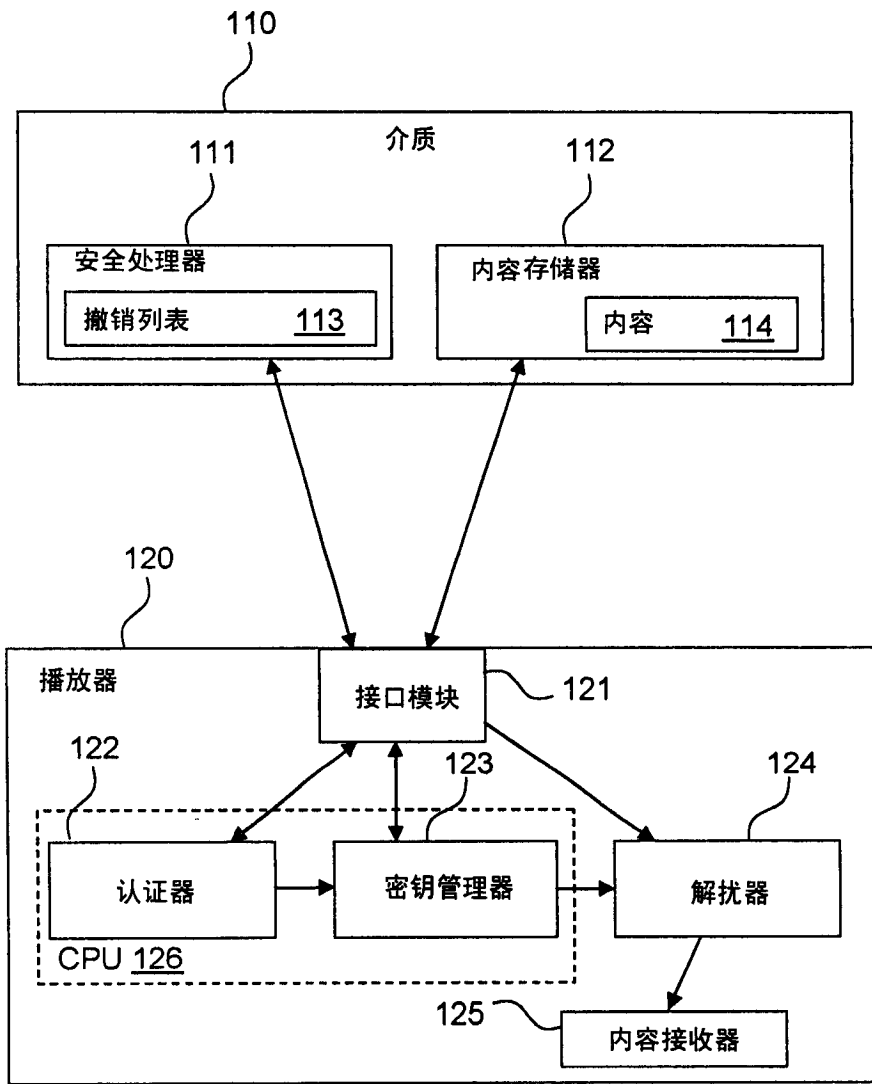 110
介质
111
112
安全处理器
内容存储器
撤销列表 113
内容 114
120
播放器
接口模块
121
122
123
124
认证器
密钥管理器
解扰器
CPU 126
125
内容接收器